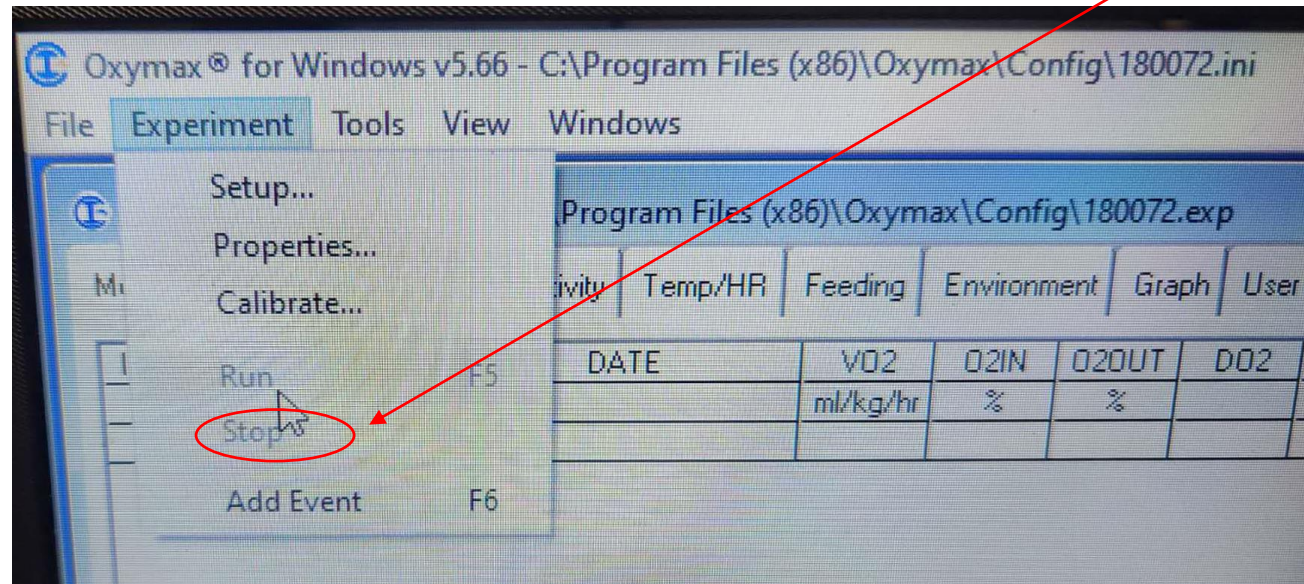 Oxymax® for Windows v5.66 - C:\Program Files (x86)\Oxymax\Config\180072.ini
File Experiment Tools View Windows
Setup...
\Program Files (x86)\Oxymax\Config\180072.exp
Properties...
Temp/HR Feeding Environment Graph User
Calibrate...
DATE VO2 O2IN O2OUT DO2
Run F5
ml/kg/hr % %
Stop
Add Event F6